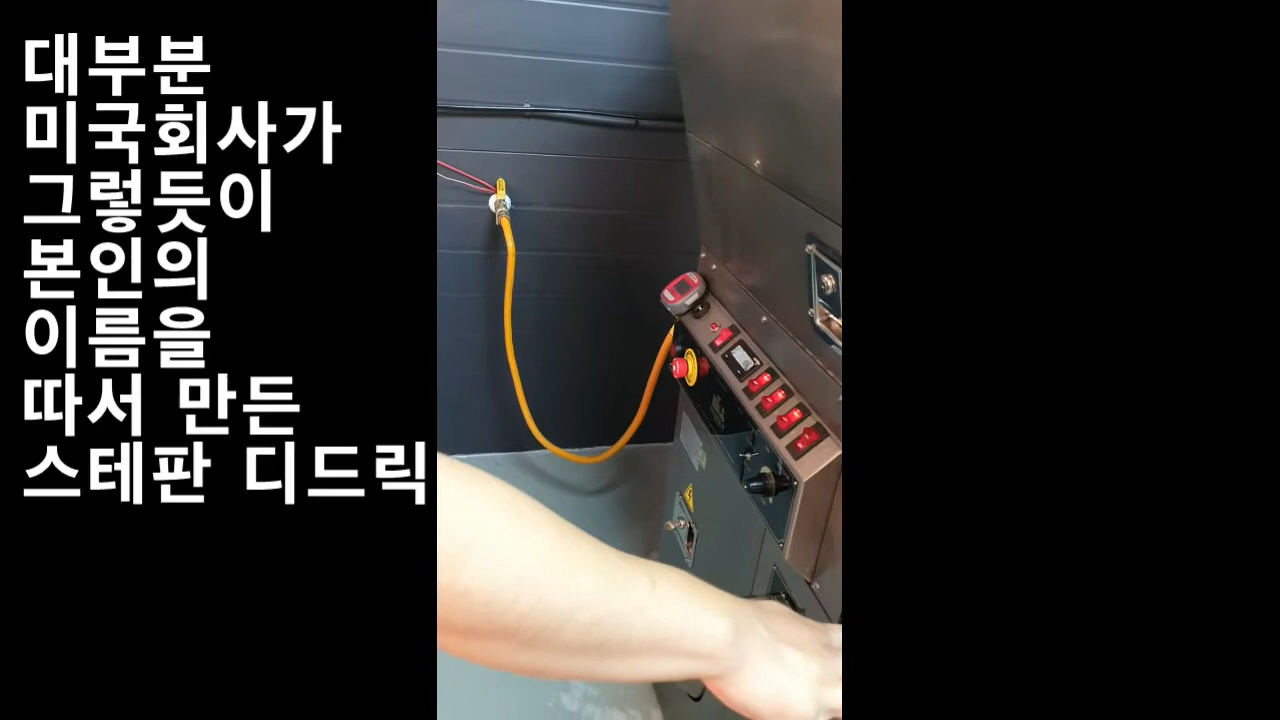 대부분
미국회사가
그렇듯이
본인의
이름을
따서 만든
스테판 디드릭